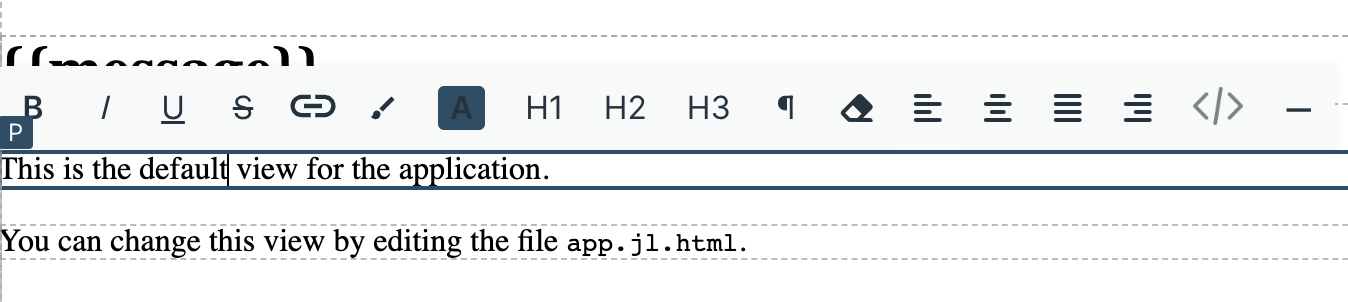 {{message}}
B I U S A H1 H2 H3 ¶ </> —
P
This is the default view for the application.
You can change this view by editing the file app.jl.html.